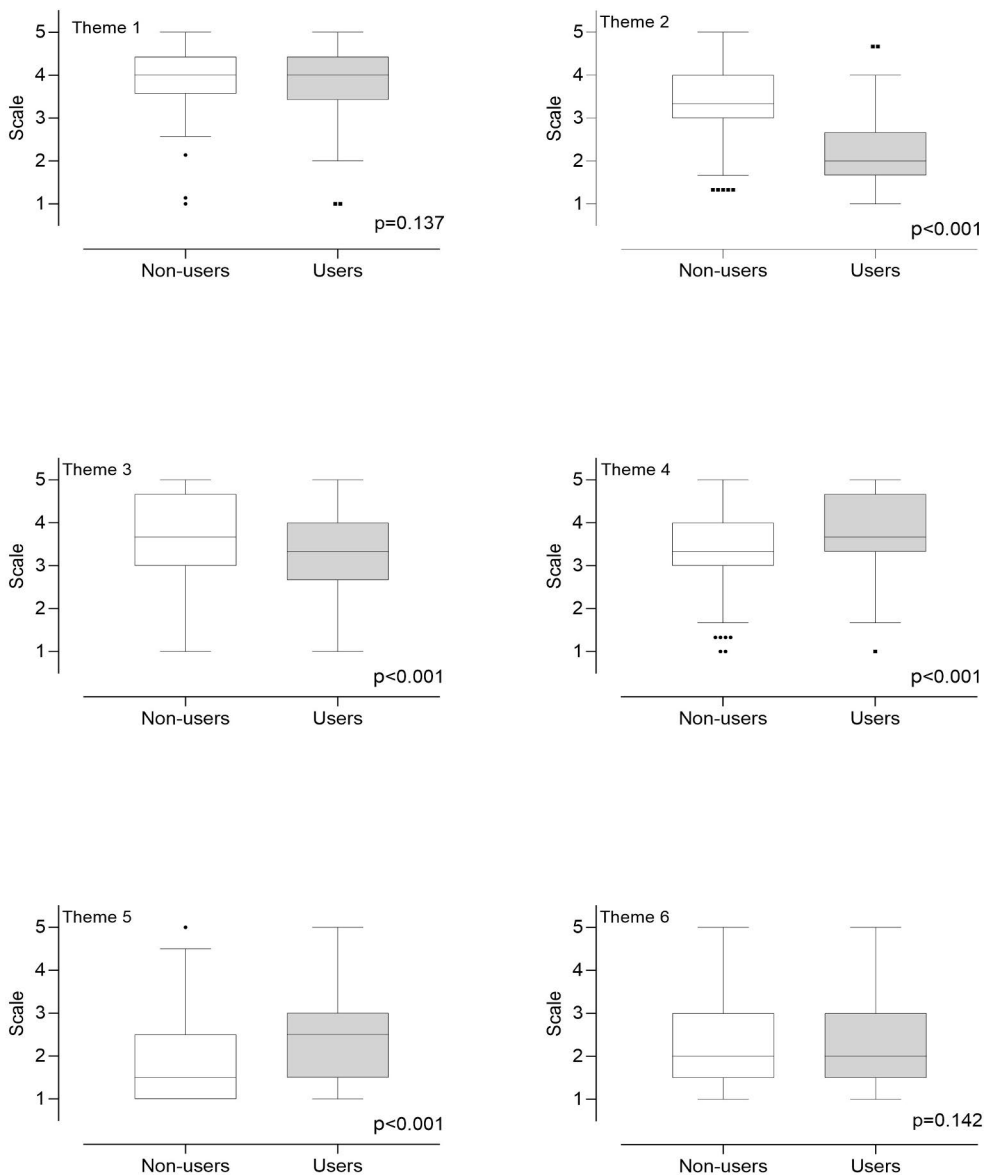 Theme 1
5
4
3
2
1
Scale
p=0.137
Non-users Users
Theme 2
5
4
3
2
1
Scale
p<0.001
Non-users Users
Theme 3
5
4
3
2
1
Scale
p<0.001
Non-users Users
Theme 4
5
4
3
2
1
Scale
p<0.001
Non-users Users
Theme 5
5
4
3
2
1
Scale
p<0.001
Non-users Users
Theme 6
5
4
3
2
1
Scale
p=0.142
Non-users Users